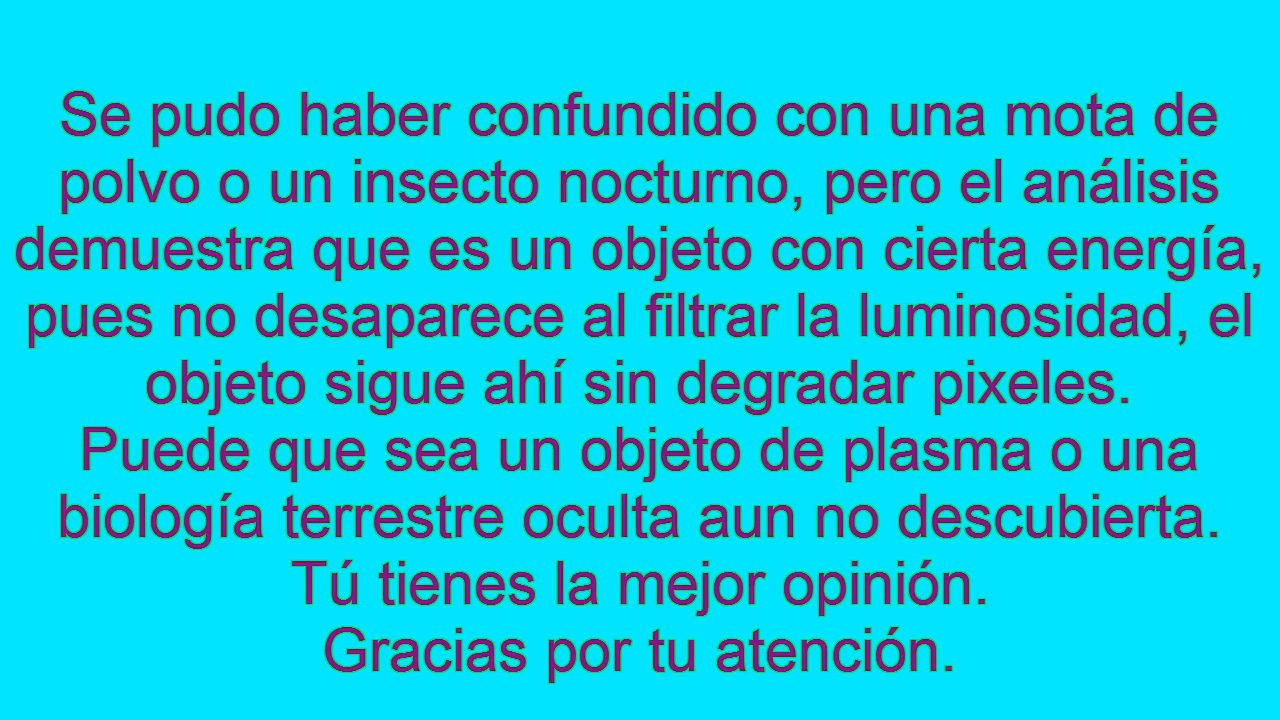 Se pudo haber confundido con una mota de
polvo o un insecto nocturno, pero el análisis
demuestra que es un objeto con cierta energía,
pues no desaparece al filtrar la luminosidad, el
objeto sigue ahí sin degradar pixeles.
Puede que sea un objeto de plasma o una
biología terrestre oculta aun no descubierta.
Tú tienes la mejor opinión.
Gracias por tu atención.